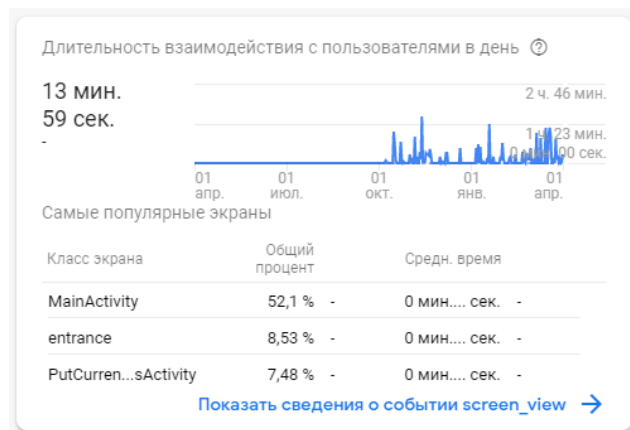 Длительность взаимодействия с пользователями в день
13 мин.
59 сек.
-
2 ч. 46 мин.
1 ч. 23 мин.
0 мин. 00 сек.
01 апр.
01 июл.
01 окт.
01 янв.
01 апр.
Самые популярные экраны
Класс экрана Общий процент Средн. время
MainActivity 52,1 % - 0 мин.... сек. -
entrance 8,53 % - 0 мин.... сек. -
PutCurren...sActivity 7,48 % - 0 мин.... сек. -
Показать сведения о событии screen_view